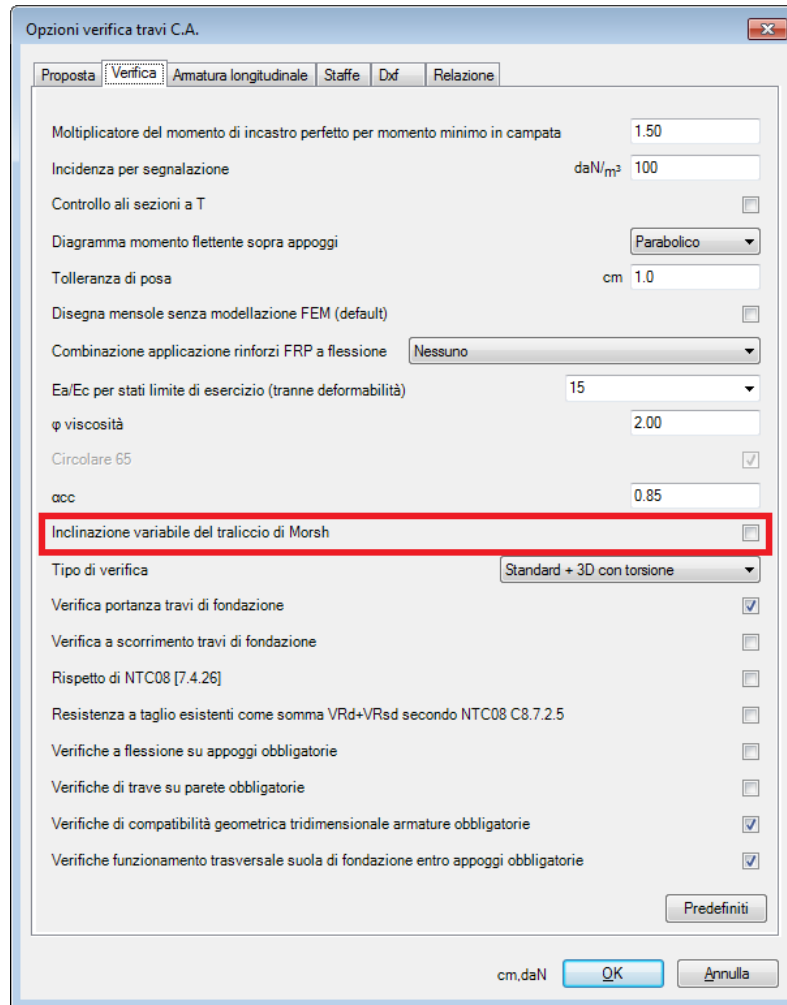 Opzioni verifica travi C.A.
Proposta Verifica Armatura longitudinale Staffe Dxf Relazione
Moltiplicatore del momento di incastro perfetto per momento minimo in campata 1.50
Incidenza per segnalazione daN/m³ 100
Controllo ali sezioni a T
Diagramma momento flettente sopra appoggi Parabolico
Tolleranza di posa cm 1.0
Disegna mensole senza modellazione FEM (default)
Combinazione applicazione rinforzi FRP a flessione Nessuno
Ea/Ec per stati limite di esercizio (tranne deformabilità) 15
φ viscosità 2.00
Circolare 65
αcc 0.85
Inclinazione variabile del traliccio di Morsh
Tipo di verifica Standard + 3D con torsione
Verifica portanza travi di fondazione
Verifica a scorrimento travi di fondazione
Rispetto di NTC08 [7.4.26]
Resistenza a taglio esistenti come somma VRd+VRsd secondo NTC08 C8.7.2.5
Verifiche a flessione su appoggi obbligatorie
Verifiche di trave su parete obbligatorie
Verifiche di compatibilità geometrica tridimensionale armature obbligatorie
Verifiche funzionamento trasversale suola di fondazione entro appoggi obbligatorie
Predefiniti
cm,daN OK Annulla